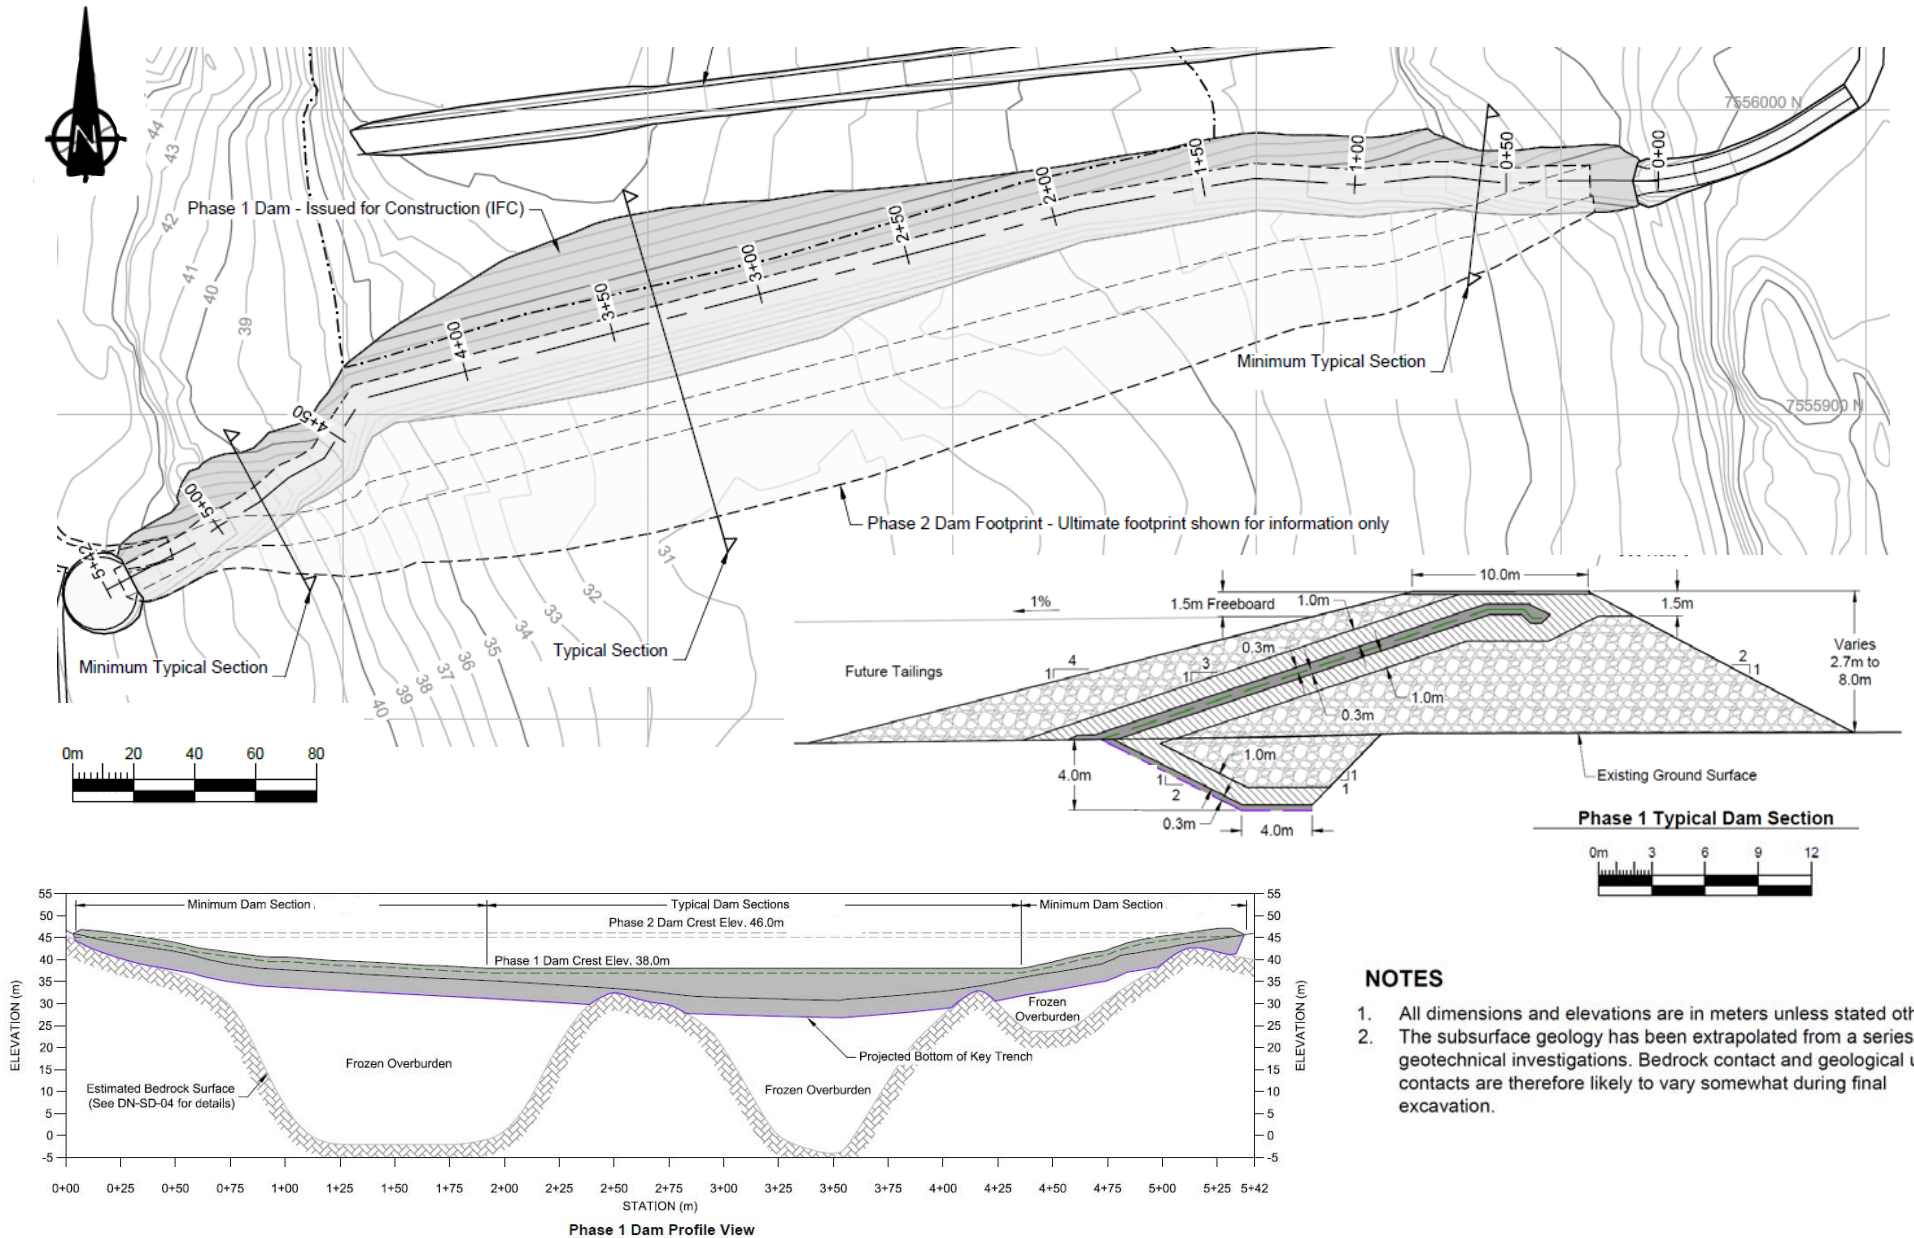 N
7556000 N
44
43
42
41
40
39
Phase 1 Dam - Issued for Construction (IFC)
0+00
0+50
1+00
1+50
2+00
2+50
3+00
3+50
4+00
4+50
5+00
5+42
Minimum Typical Section
7555900 N
Phase 2 Dam Footprint - Ultimate footprint shown for information only
31
32
33
34
35
36
37
38
39
40
Typical Section
Minimum Typical Section
0m 20 40 60 80
10.0m
1%
1.5m Freeboard
1.0m
1.5m
0.3m
Varies
2.7m to
8.0m
Future Tailings
4
1
3
1
2
1
1.0m
0.3m
1.0m
4.0m
1
2
1
1
0.3m
4.0m
Existing Ground Surface
Phase 1 Typical Dam Section
0m 3 6 9 12
55
50
45
40
35
30
25
20
15
10
5
0
-5
ELEVATION (m)
Minimum Dam Section
Typical Dam Sections
Minimum Dam Section
Phase 2 Dam Crest Elev. 46.0m
Phase 1 Dam Crest Elev. 38.0m
Frozen
Overburden
Projected Bottom of Key Trench
Frozen Overburden
Frozen Overburden
Estimated Bedrock Surface
(See DN-SD-04 for details)
55
50
45
40
35
30
25
20
15
10
5
0
-5
ELEVATION (m)
0+00 0+25 0+50 0+75 1+00 1+25 1+50 1+75 2+00 2+25 2+50 2+75 3+00 3+25 3+50 3+75 4+00 4+25 4+50 4+75 5+00 5+25 5+42
STATION (m)
Phase 1 Dam Profile View
NOTES
1. All dimensions and elevations are in meters unless stated oth
2. The subsurface geology has been extrapolated from a series
geotechnical investigations. Bedrock contact and geological u
contacts are therefore likely to vary somewhat during final
excavation.